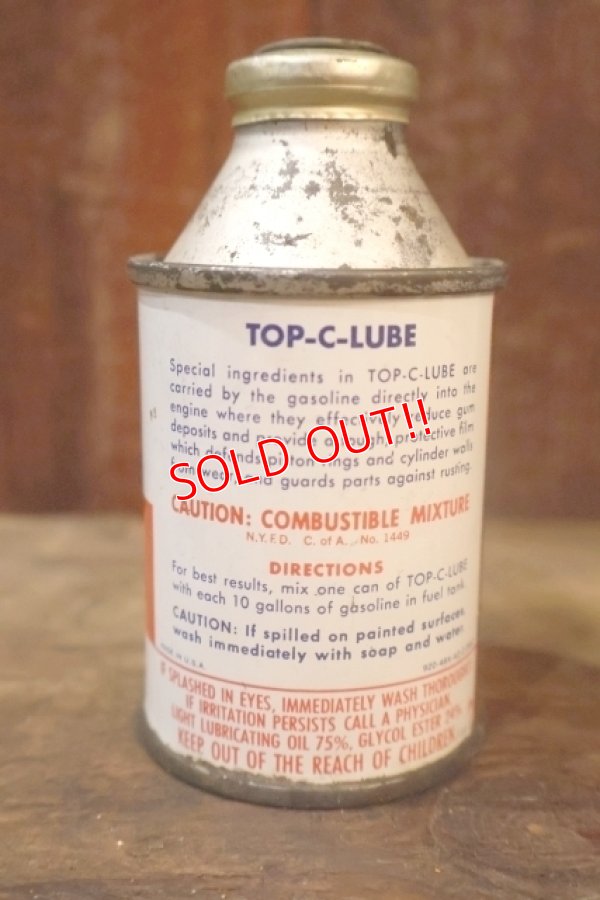 TOP-C-LUBE
Special ingredients in TOP-C-LUBE are
carried by the gasoline directly into the
engine where they effectively reduce gum
deposits and provide a tough, protective film
which defends piston rings and cylinder walls
from wear, and guards parts against rusting.
SOLD OUT!!
CAUTION: COMBUSTIBLE MIXTURE
N.Y.F.D. C. of A. No. 1449
DIRECTIONS
For best results, mix one can of TOP-C-LUBE
with each 10 gallons of gasoline in fuel tank.
CAUTION: If spilled on painted surfaces,
wash immediately with soap and water.
MADE IN U.S.A.
IF SPLASHED IN EYES, IMMEDIATELY WASH THOROUGHLY
IF IRRITATION PERSISTS CALL A PHYSICIAN.
LIGHT LUBRICATING OIL 75%, GLYCOL ESTER
KEEP OUT OF THE REACH OF CHILDREN